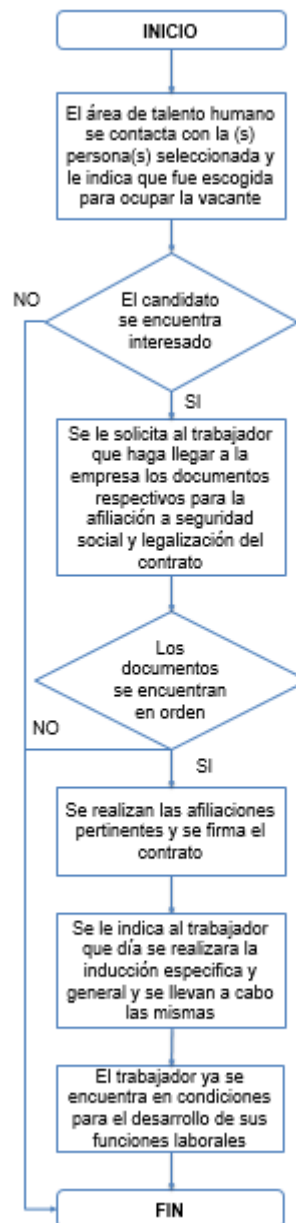 INICIO
El área de talento humano
se contacta con la (s)
persona(s) seleccionada y
le indica que fue escogida
para ocupar la vacante
NO
El candidato
se encuentra
interesado
SI
Se le solicita al trabajador
que haga llegar a la
empresa los documentos
respectivos para la
afiliación a seguridad
social y legalización del
contrato
Los
documentos
se encuentran
en orden
NO
SI
Se realizan las afiliaciones
pertinentes y se firma el
contrato
Se le indica al trabajador
que día se realizara la
inducción especifica y
general y se llevan a cabo
las mismas
El trabajador ya se
encuentra en condiciones
para el desarrollo de sus
funciones laborales
FIN